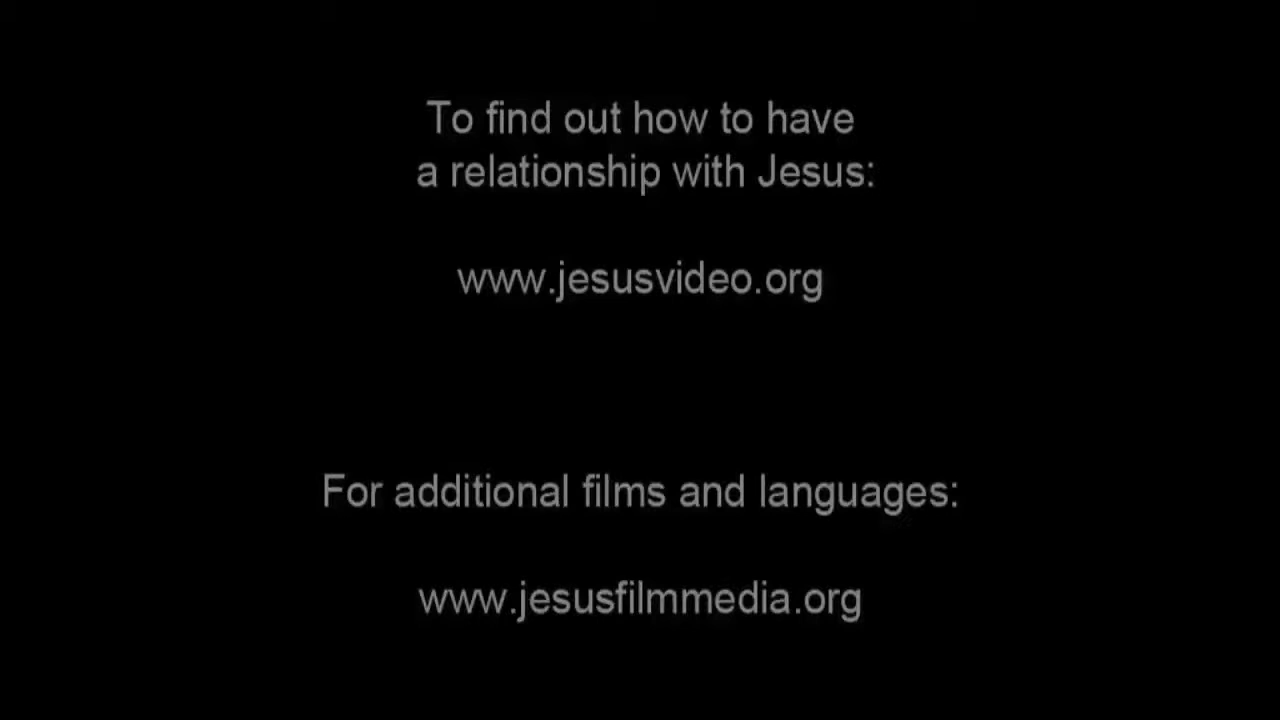 To find out how to have
a relationship with Jesus:
www.jesusvideo.org
For additional films and languages:
www.jesusfilmmedia.org